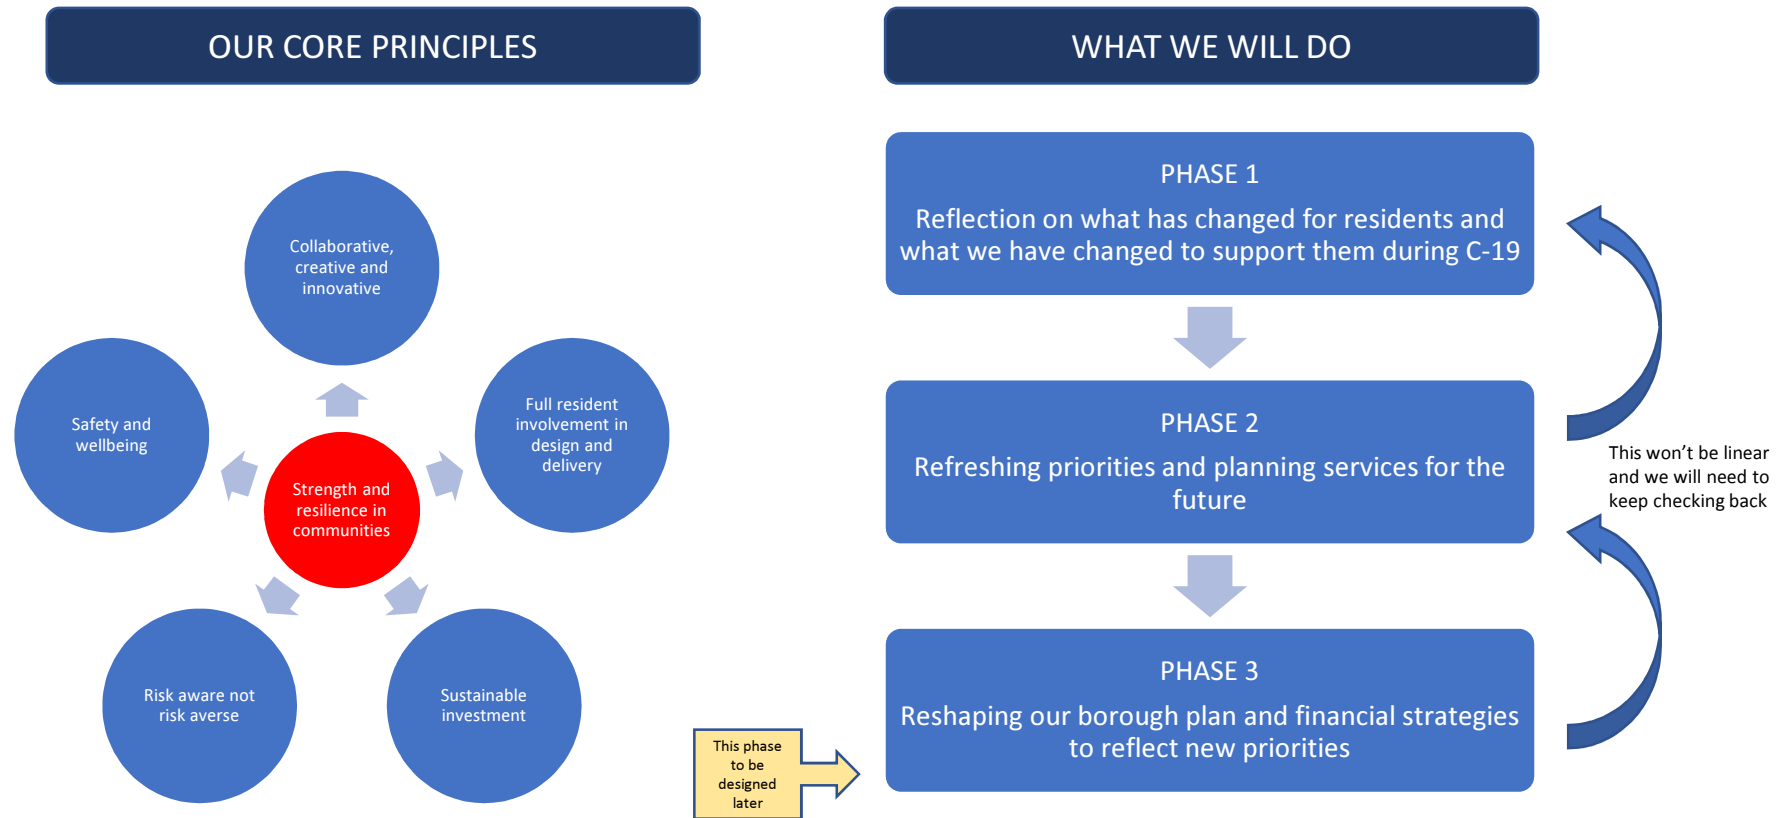 OUR CORE PRINCIPLES
Collaborative,
creative and
innovative
Safety and
wellbeing
Full resident
involvement in
design and
delivery
Strength and
resilience in
communities
Risk aware not
risk averse
Sustainable
investment
WHAT WE WILL DO
PHASE 1
Reflection on what has changed for residents and
what we have changed to support them during C-19
PHASE 2
Refreshing priorities and planning services for the
future
This won’t be linear
and we will need to
keep checking back
PHASE 3
Reshaping our borough plan and financial strategies
to reflect new priorities
This phase
to be
designed
later